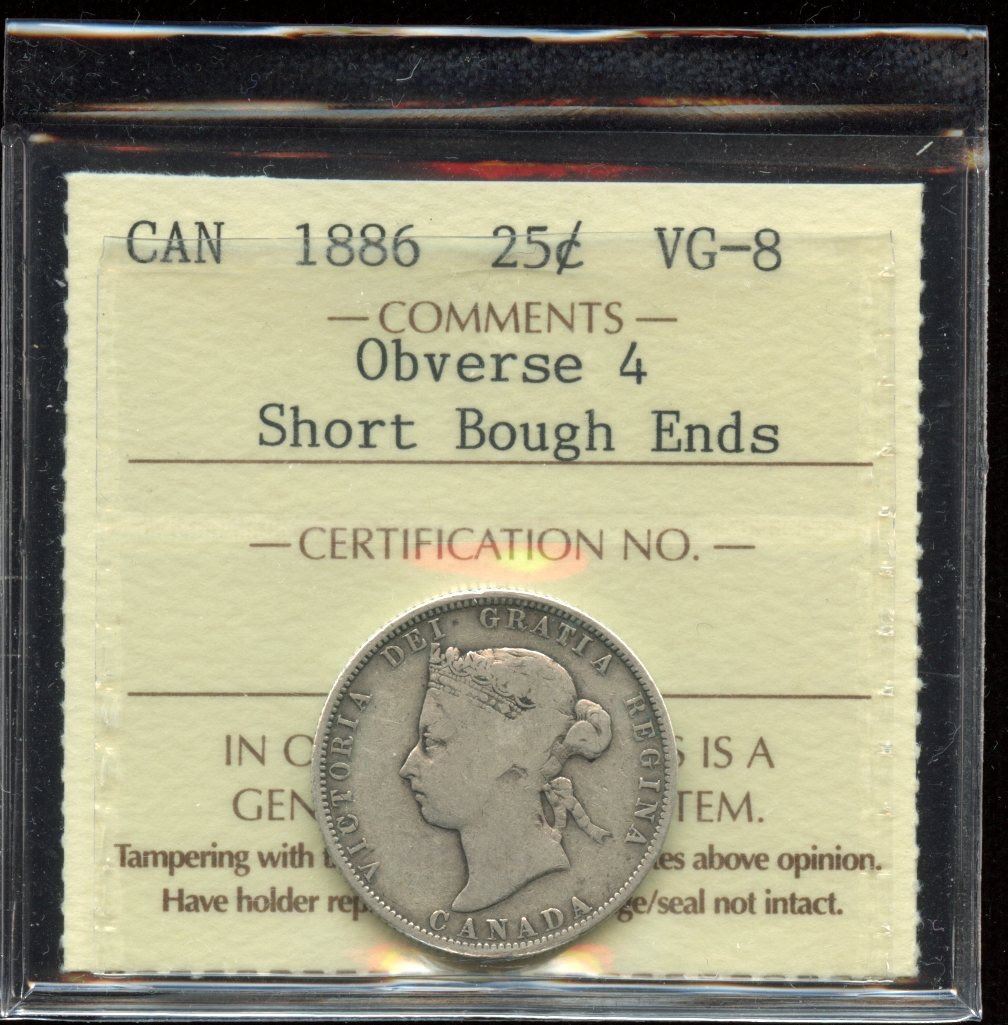 CAN 1886 25¢ VG-8
— COMMENTS —
Obverse 4
Short Bough Ends
— CERTIFICATION NO. —
IN O S IS A
GEN TEM.
Tampering with t es above opinion.
Have holder rep ge/seal not intact.
VICTORIA DEI GRATIA REGINA
CANADA